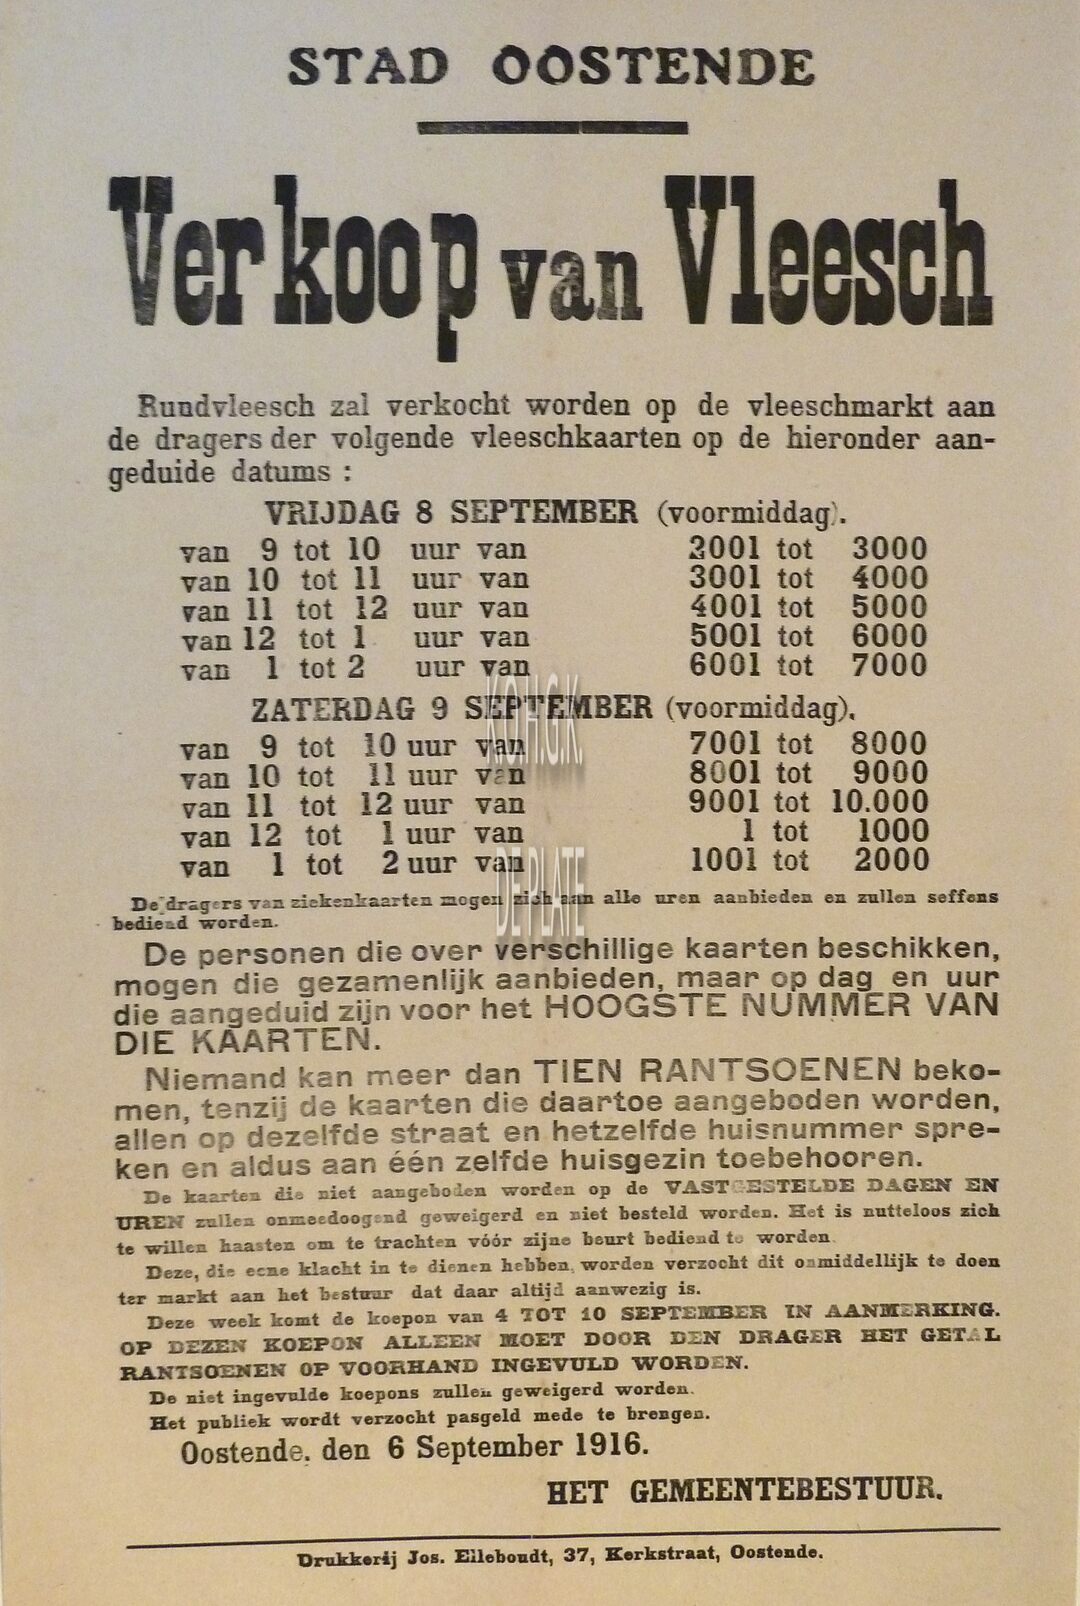 STAD OOSTENDE
Verkoop van Vleesch
Rundvleesch zal verkocht worden op de vleeschmarkt aan
de dragers der volgende vleeschkaarten op de hieronder aan-
geduide datums :
VRIJDAG 8 SEPTEMBER (voormiddag).
van 9 tot 10 uur van 2001 tot 3000
van 10 tot 11 uur van 3001 tot 4000
van 11 tot 12 uur van 4001 tot 5000
van 12 tot 1 uur van 5001 tot 6000
van 1 tot 2 uur van 6001 tot 7000
ZATERDAG 9 SEPTEMBER (voormiddag).
van 9 tot 10 uur van 7001 tot 8000
van 10 tot 11 uur van 8001 tot 9000
van 11 tot 12 uur van 9001 tot 10.000
van 12 tot 1 uur van 1 tot 1000
van 1 tot 2 uur van 1001 tot 2000
K.O.H.G.K.
DE PLATE
De dragers van ziekenkaarten mogen zich aan alle uren aanbieden en zullen seffens
bediend worden.
De personen die over verschillige kaarten beschikken,
mogen die gezamenlijk aanbieden, maar op dag en uur
die aangeduid zijn voor het HOOGSTE NUMMER VAN
DIE KAARTEN.
Niemand kan meer dan TIEN RANTSOENEN beko-
men, tenzij de kaarten die daartoe aangeboden worden,
allen op dezelfde straat en hetzelfde huisnummer spre-
ken en aldus aan één zelfde huisgezin toebehooren.
De kaarten die niet aangeboden worden op de VASTGESTELDE DAGEN EN
UREN zullen onmeedoogend geweigerd en niet besteld worden. Het is nutteloos zich
te willen haasten om te trachten vóór zijne beurt bediend te worden.
Deze, die eene klacht in te dienen hebben, worden verzocht dit onmiddellijk te doen
ter markt aan het bestuur dat daar altijd aanwezig is.
Deze week komt de koepon van 4 TOT 10 SEPTEMBER IN AANMERKING.
OP DEZEN KOEPON ALLEEN MOET DOOR DEN DRAGER HET GETAL
RANTSOENEN OP VOORHAND INGEVULD WORDEN.
De niet ingevulde koepons zullen geweigerd worden.
Het publiek wordt verzocht pasgeld mede te brengen.
Oostende, den 6 September 1916.
HET GEMEENTEBESTUUR.
Drukkerij Jos. Elleboudt, 37, Kerkstraat, Oostende.